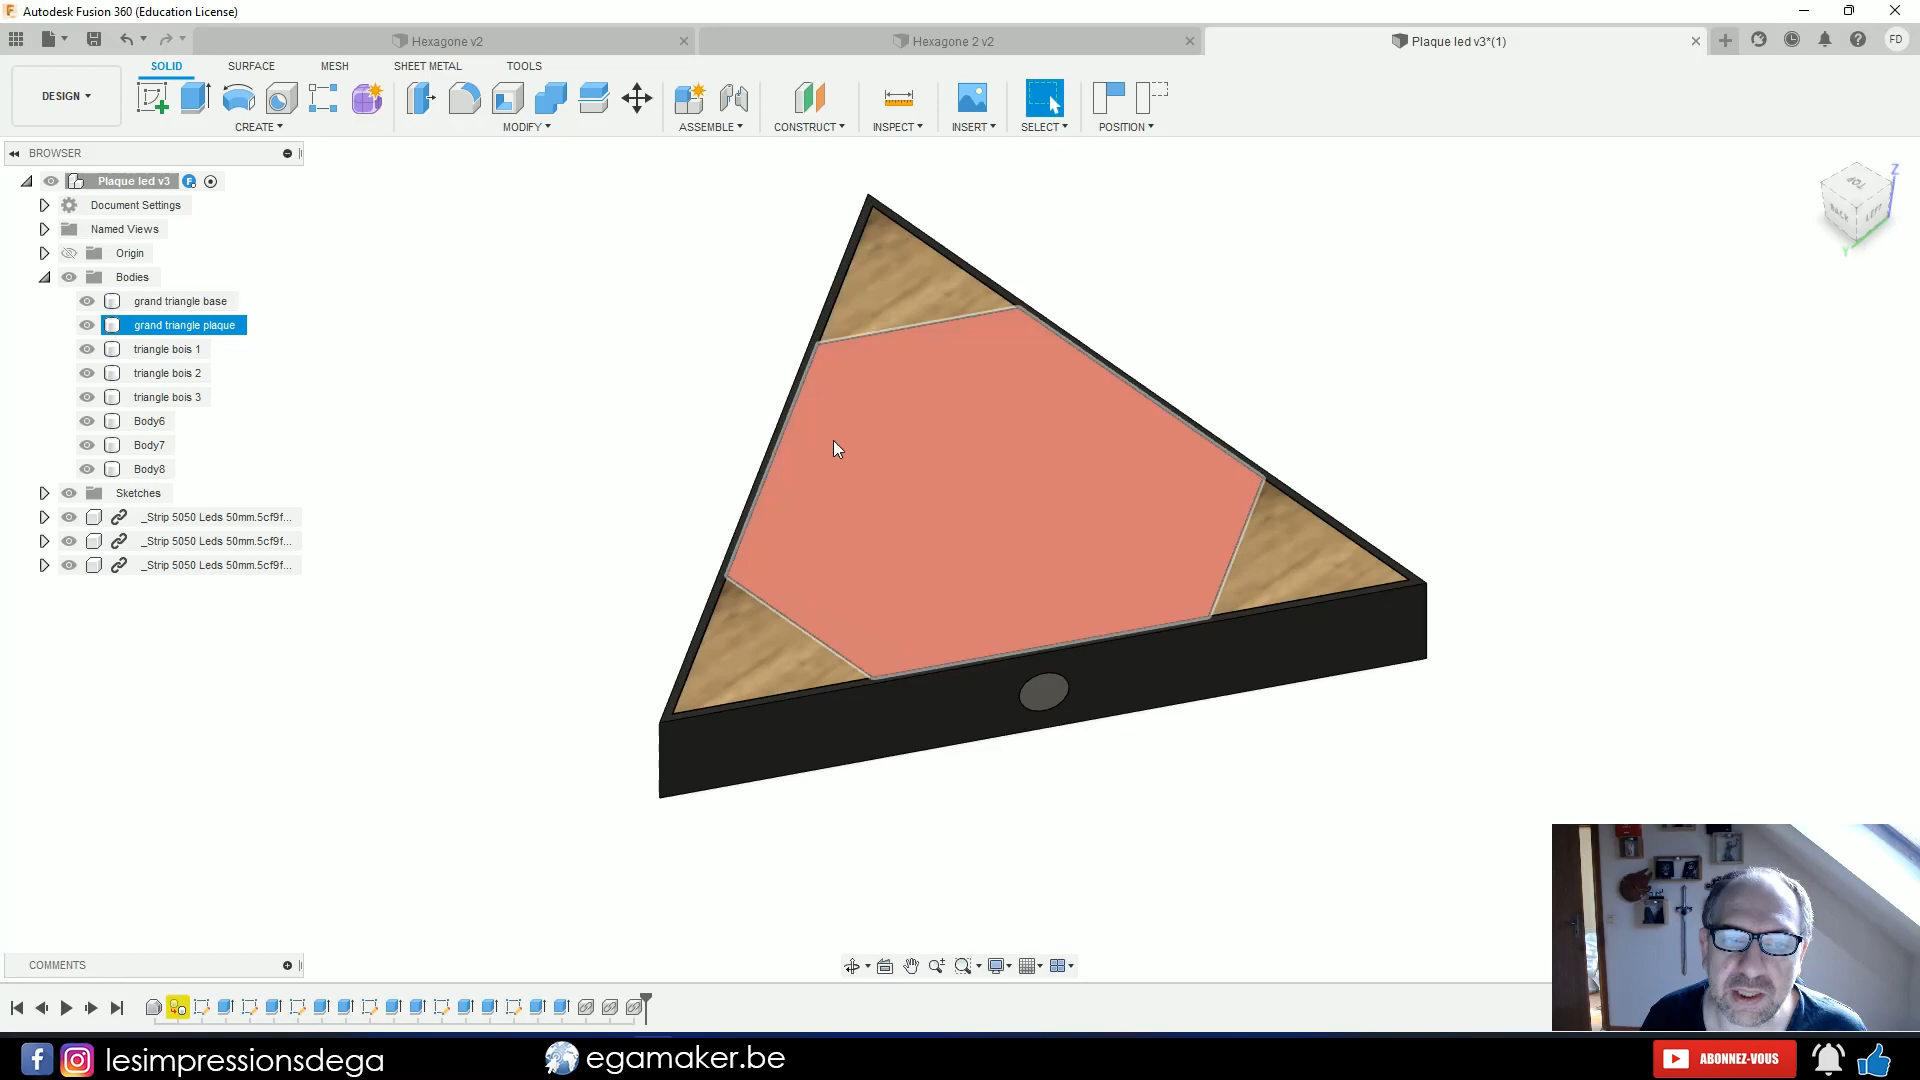 Autodesk Fusion 360 (Education License)
Hexagone v2
Hexagone 2 v2
Plaque led v3*(1)
FD
DESIGN
SOLID
SURFACE
MESH
SHEET METAL
TOOLS
CREATE
MODIFY
ASSEMBLE
CONSTRUCT
INSPECT
INSERT
SELECT
POSITION
BROWSER
Plaque led v3
Document Settings
Named Views
Origin
Bodies
grand triangle base
grand triangle plaque
triangle bois 1
triangle bois 2
triangle bois 3
Body6
Body7
Body8
Sketches
_Strip 5050 Leds 50mm.5cf9f...
_Strip 5050 Leds 50mm.5cf9f...
_Strip 5050 Leds 50mm.5cf9f...
TOP
BACK
LEFT
Z
Y
COMMENTS
lesimpressionsdega
egamaker.be
ABONNEZ-VOUS